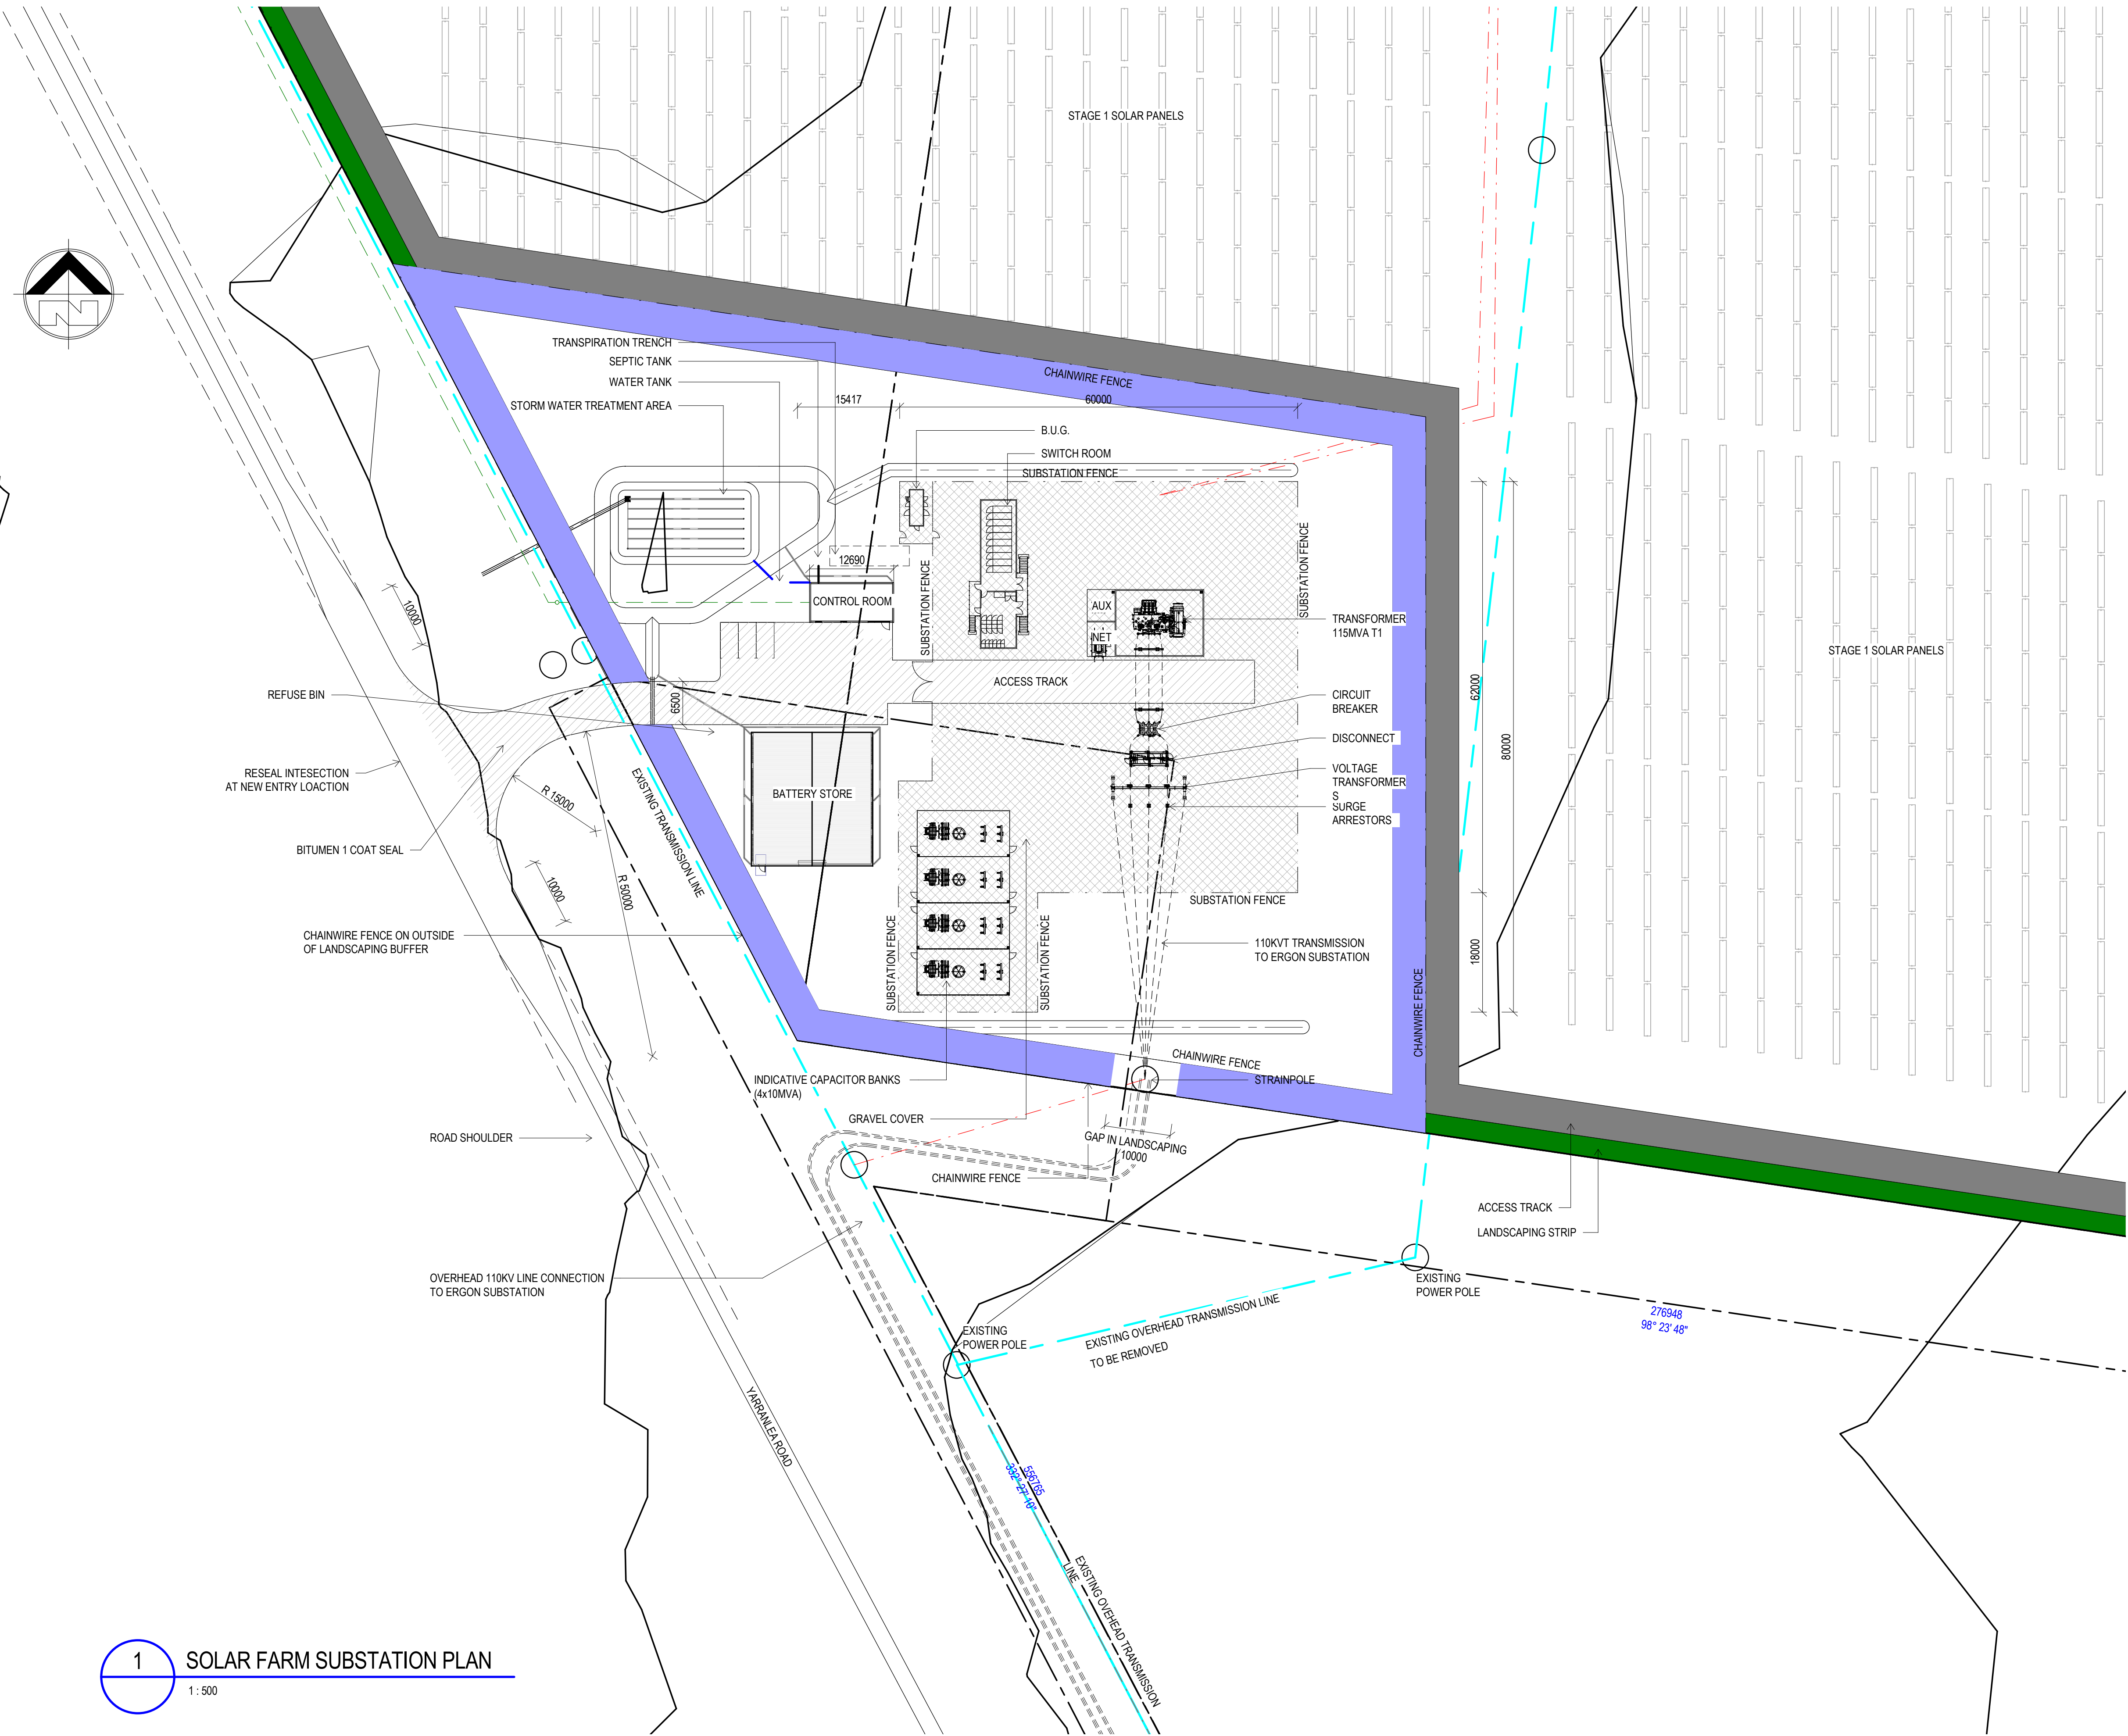 STAGE 1 SOLAR PANELS
N
TRANSPIRATION TRENCH
SEPTIC TANK
WATER TANK
STORM WATER TREATMENT AREA
CHAINWIRE FENCE
15417
60000
B.U.G.
SWITCH ROOM
SUBSTATION FENCE
12690
CONTROL ROOM
SUBSTATION FENCE
SUBSTATION FENCE
AUX
NET
TRANSFORMER
115MVA T1
STAGE 1 SOLAR PANELS
10000
REFUSE BIN
6500
ACCESS TRACK
CIRCUIT
BREAKER
62000
80000
DISCONNECT
RESEAL INTESECTION
AT NEW ENTRY LOACTION
R 15000
EXISTING TRANSMISSION LINE
BATTERY STORE
VOLTAGE
TRANSFORMER
S
SURGE
ARRESTORS
BITUMEN 1 COAT SEAL
10000
R 50000
SUBSTATION FENCE
CHAINWIRE FENCE ON OUTSIDE
OF LANDSCAPING BUFFER
SUBSTATION FENCE
SUBSTATION FENCE
110KVT TRANSMISSION
TO ERGON SUBSTATION
18000
CHAINWIRE FENCE
CHAINWIRE FENCE
INDICATIVE CAPACITOR BANKS
(4x10MVA)
STRAINPOLE
GRAVEL COVER
ROAD SHOULDER
GAP IN LANDSCAPING
10000
CHAINWIRE FENCE
ACCESS TRACK
LANDSCAPING STRIP
OVERHEAD 110KV LINE CONNECTION
TO ERGON SUBSTATION
EXISTING
POWER POLE
276948
98° 23' 48"
EXISTING
POWER POLE
EXISTING OVERHEAD TRANSMISSION LINE
TO BE REMOVED
YARRANLEA ROAD
556765
332° 27' 10"
EXISTING OVEHEAD TRANSMISSION
LINE
1
SOLAR FARM SUBSTATION PLAN
1 : 500